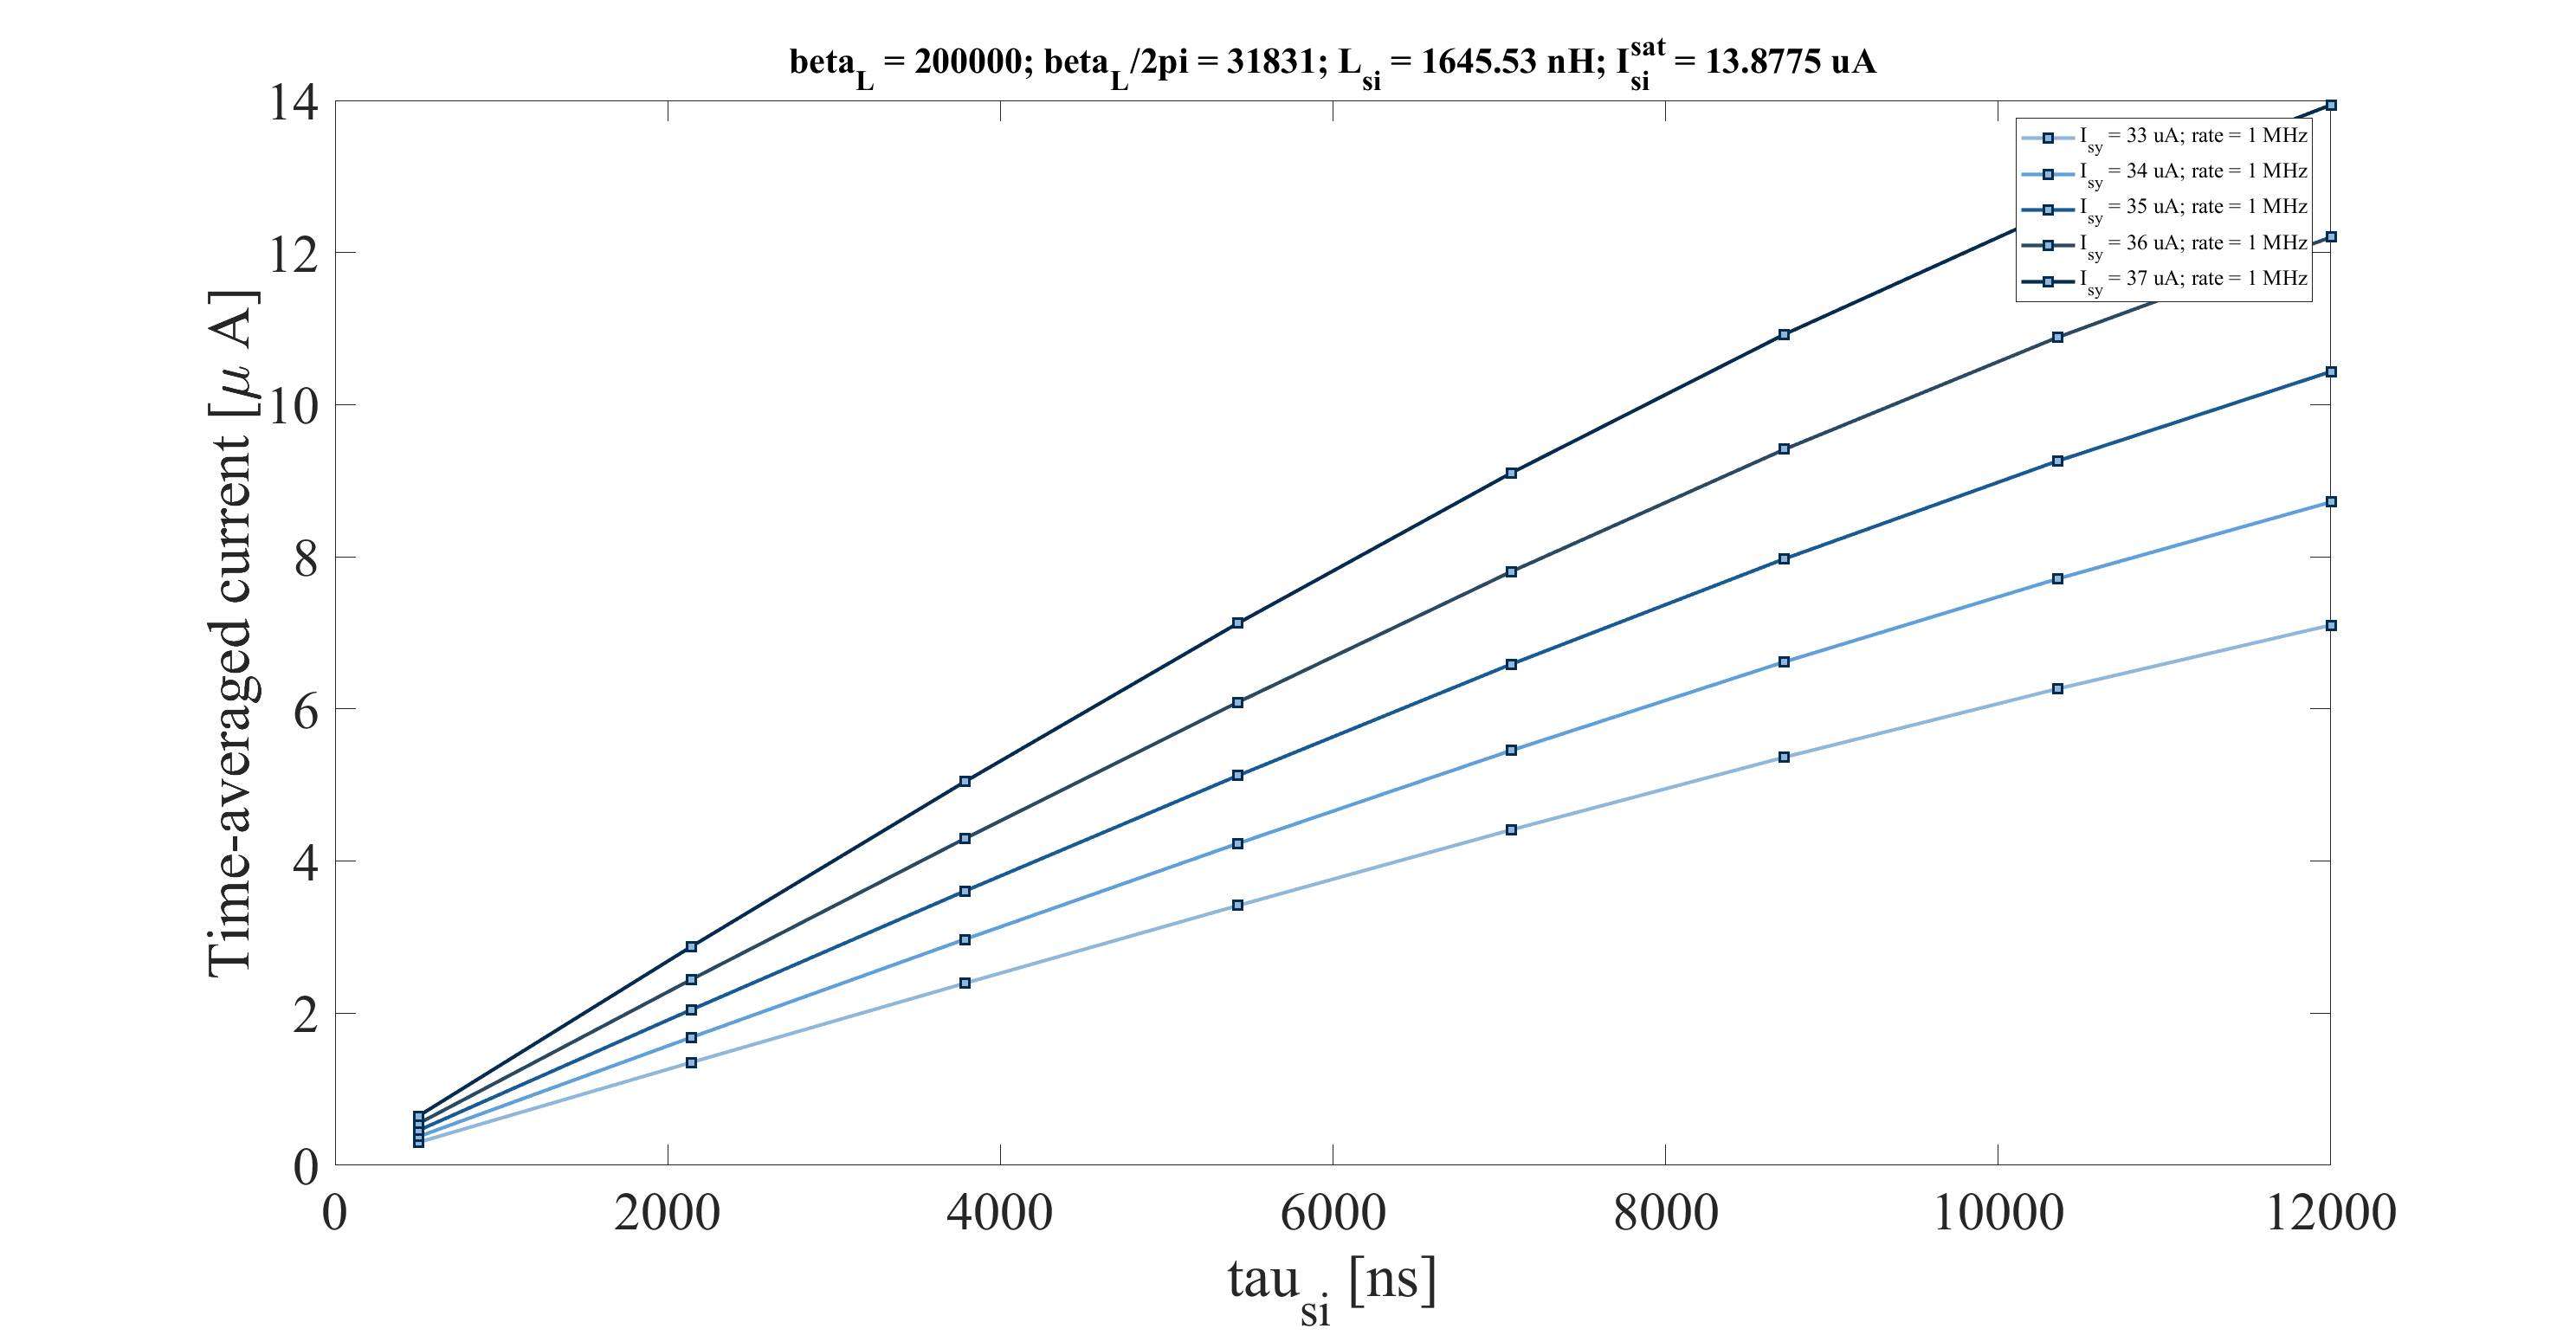 beta_L = 200000; beta_L/2pi = 31831; L_si = 1645.53 nH; I_si^sat = 13.8775 uA
14
12
10
8
6
4
2
0
Time-averaged current [μ A]
I_sy = 33 uA; rate = 1 MHz
I_sy = 34 uA; rate = 1 MHz
I_sy = 35 uA; rate = 1 MHz
I_sy = 36 uA; rate = 1 MHz
I_sy = 37 uA; rate = 1 MHz
0 2000 4000 6000 8000 10000 12000
tau_si [ns]